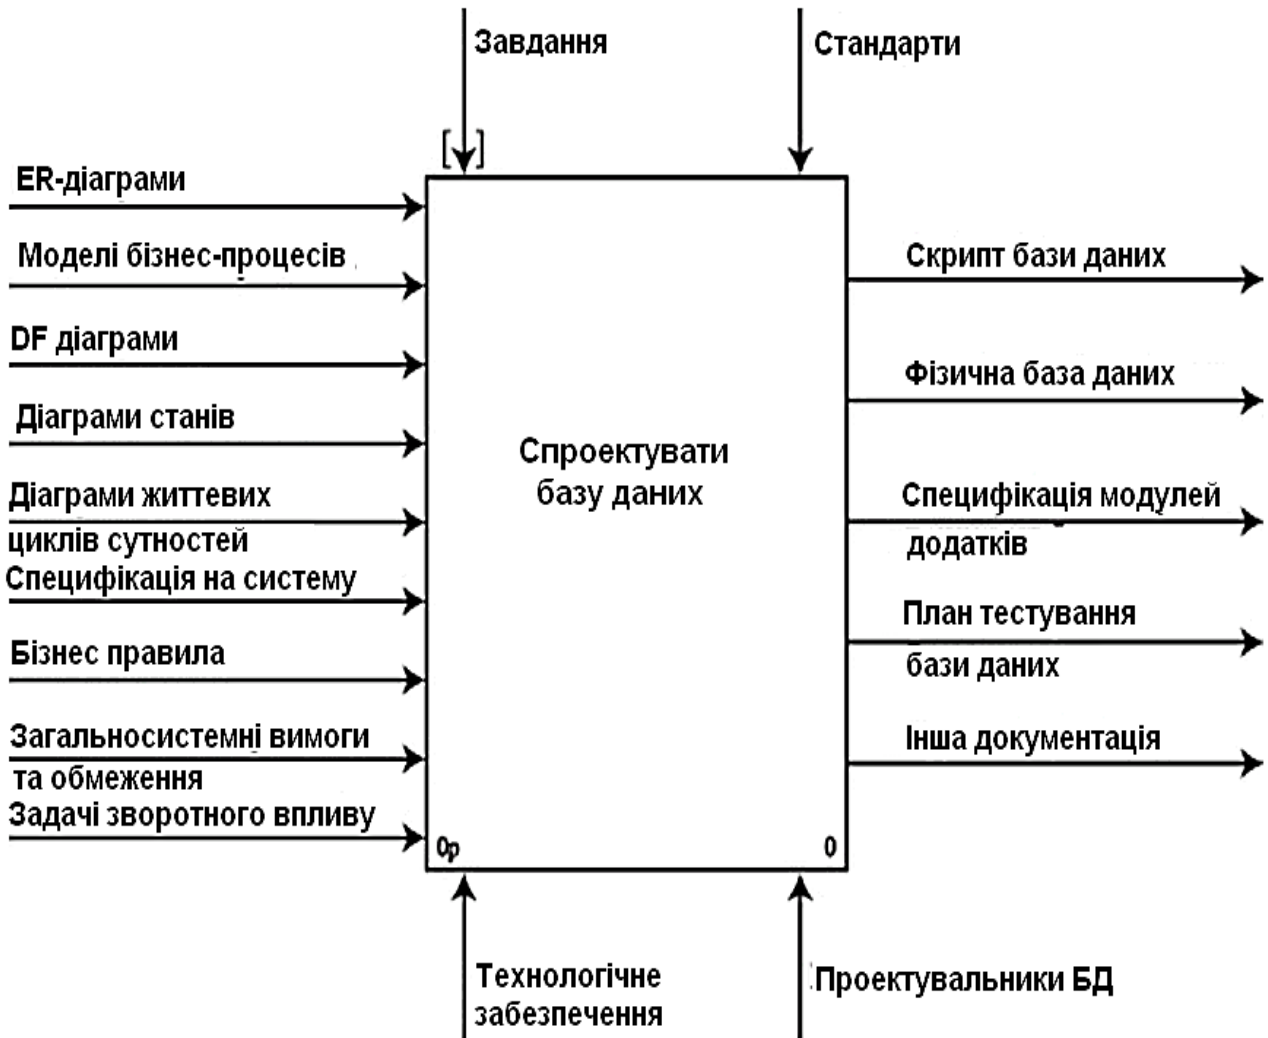 Завдання
Стандарти
ER-діаграми
Моделі бізнес-процесів
DF діаграми
Діаграми станів
Діаграми життевих
циклів сутностей
Специфікація на систему
Бізнес правила
Загальносистемні вимоги
та обмеження
Задачі зворотного впливу
Спроектувати
базу даних
0р
0
Скрипт бази даних
Фізична база даних
Специфікація модулей
додатків
План тестування
бази даних
Інша документація
Технологічне
забезпечення
Проектувальники БД